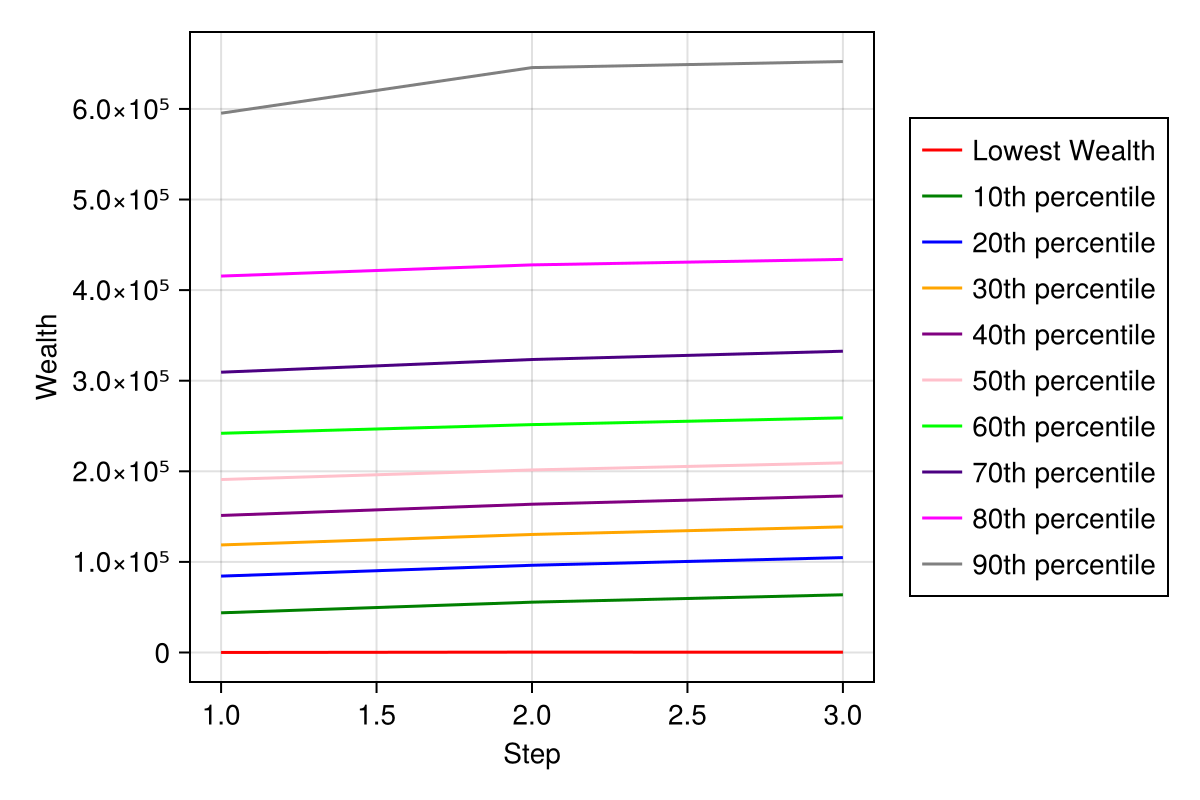 6.0×10⁵
5.0×10⁵
4.0×10⁵
3.0×10⁵
2.0×10⁵
1.0×10⁵
0
Wealth
1.0 1.5 2.0 2.5 3.0
Step
Lowest Wealth
10th percentile
20th percentile
30th percentile
40th percentile
50th percentile
60th percentile
70th percentile
80th percentile
90th percentile